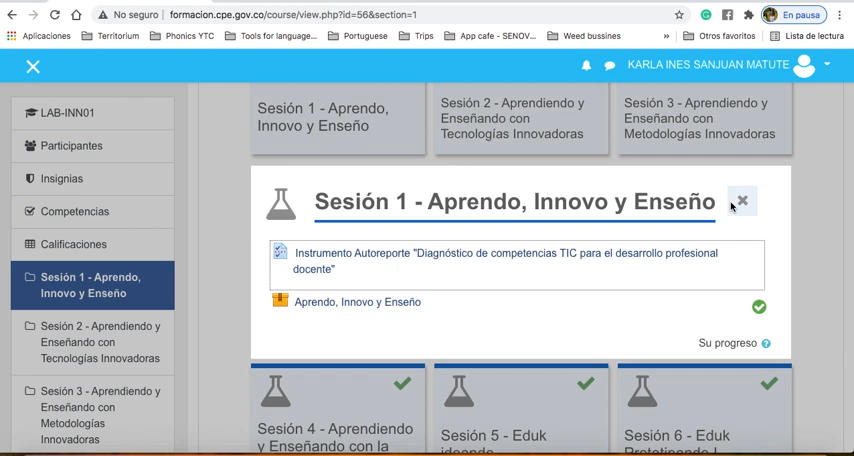 No seguro | formacion.cpe.gov.co/course/view.php?id=56&section=1
En pausa
Aplicaciones Territorium Phonics YTC Tools for language... Portuguese Trips App cafe - SENOV... Weed bussines » Otros favoritos Lista de lectura
KARLA INES SANJUAN MATUTE
LAB-INN01
Participantes
Insignias
Competencias
Calificaciones
Sesión 1 - Aprendo,
Innovo y Enseño
Sesión 2 - Aprendiendo y
Enseñando con
Tecnologías Innovadoras
Sesión 3 - Aprendiendo y
Enseñando con
Metodologías
Innovadoras
Sesión 1 - Aprendo,
Innovo y Enseño
Sesión 2 - Aprendiendo y
Enseñando con
Tecnologías Innovadoras
Sesión 3 - Aprendiendo y
Enseñando con
Metodologías Innovadoras
Sesión 1 - Aprendo, Innovo y Enseño
Instrumento Autoreporte "Diagnóstico de competencias TIC para el desarrollo profesional
docente"
Aprendo, Innovo y Enseño
Su progreso
Sesión 4 - Aprendiendo
y Enseñando con la
Sesión 5 - Eduk
ideando
Sesión 6 - Eduk